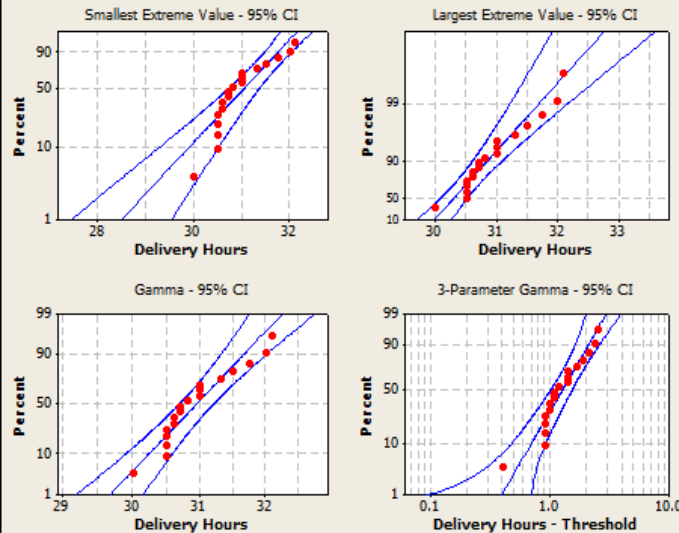 Smallest Extreme Value - 95% CI
90
50
10
1
Percent
28
30
32
Delivery Hours
Largest Extreme Value - 95% CI
99
90
50
10
Percent
30
31
32
33
Delivery Hours
Gamma - 95% CI
99
90
50
10
1
Percent
29
30
31
32
Delivery Hours
3-Parameter Gamma - 95% CI
99
90
50
10
1
Percent
0.1
1.0
10.0
Delivery Hours - Threshold